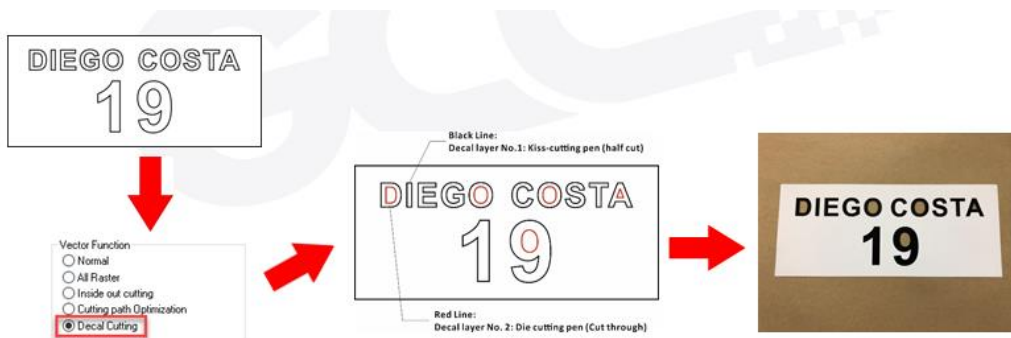 DIEGO COSTA
19
Vector Function
Normal
All Raster
Inside out cutting
Cutting path Optimization
Decal Cutting
Black Line:
Decal layer No.1: Kiss-cutting pen (half cut)
DIEGO COSTA
19
Red Line:
Decal layer No. 2: Die cutting pen (Cut through)
DIEGO COSTA
19